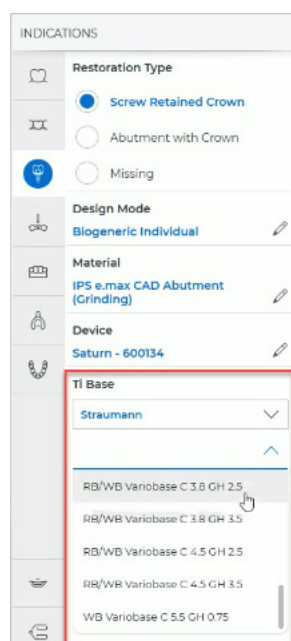 INDICATIONS
Restoration Type
Screw Retained Crown
Abutment with Crown
Missing
Design Mode
Biogeneric Individual
Material
IPS e.max CAD Abutment
(Grinding)
Device
Saturn - 600134
Ti Base
Straumann
RB/WB Variobase C 3.8 GH 2.5
RB/WB Variobase C 3.8 GH 3.5
RB/WB Variobase C 4.5 GH 2.5
RB/WB Variobase C 4.5 GH 3.5
WB Variobase C 5.5 GH 0.75